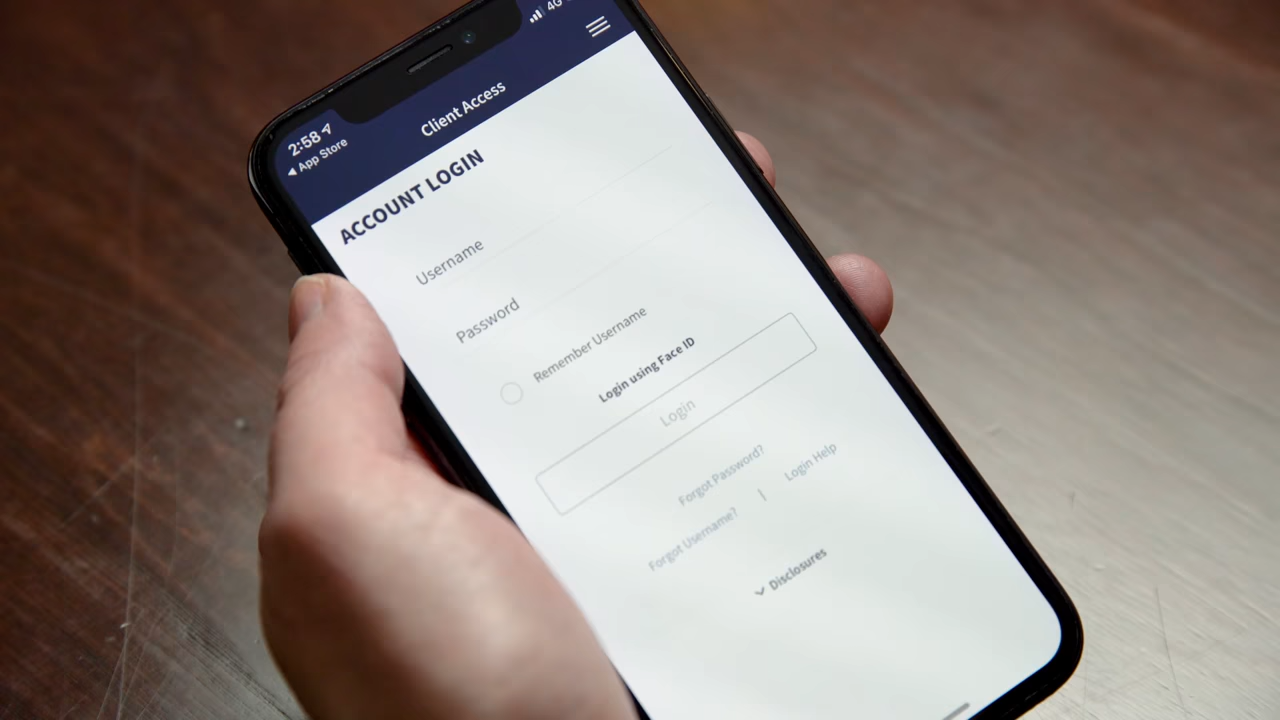 2:58
4G
App Store
Client Access
ACCOUNT LOGIN
Username
Password
Remember Username
Login using Face ID
Login
Forgot Password?
Forgot Username? | Login Help
Disclosures